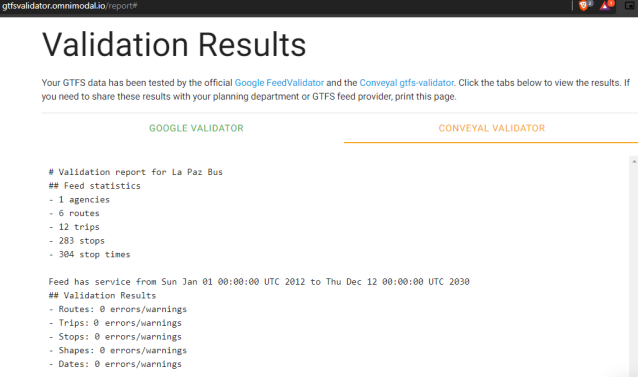 gtfsvalidator.omnimodal.io/report#
Validation Results
Your GTFS data has been tested by the official Google FeedValidator and the Conveyal gtfs-validator. Click the tabs below to view the results. If
you need to share these results with your planning department or GTFS feed provider, print this page.
GOOGLE VALIDATOR
CONVEYAL VALIDATOR
# Validation report for La Paz Bus
## Feed statistics
- 1 agencies
- 6 routes
- 12 trips
- 283 stops
- 304 stop times
Feed has service from Sun Jan 01 00:00:00 UTC 2012 to Thu Dec 12 00:00:00 UTC 2030
## Validation Results
- Routes: 0 errors/warnings
- Trips: 0 errors/warnings
- Stops: 0 errors/warnings
- Shapes: 0 errors/warnings
- Dates: 0 errors/warnings